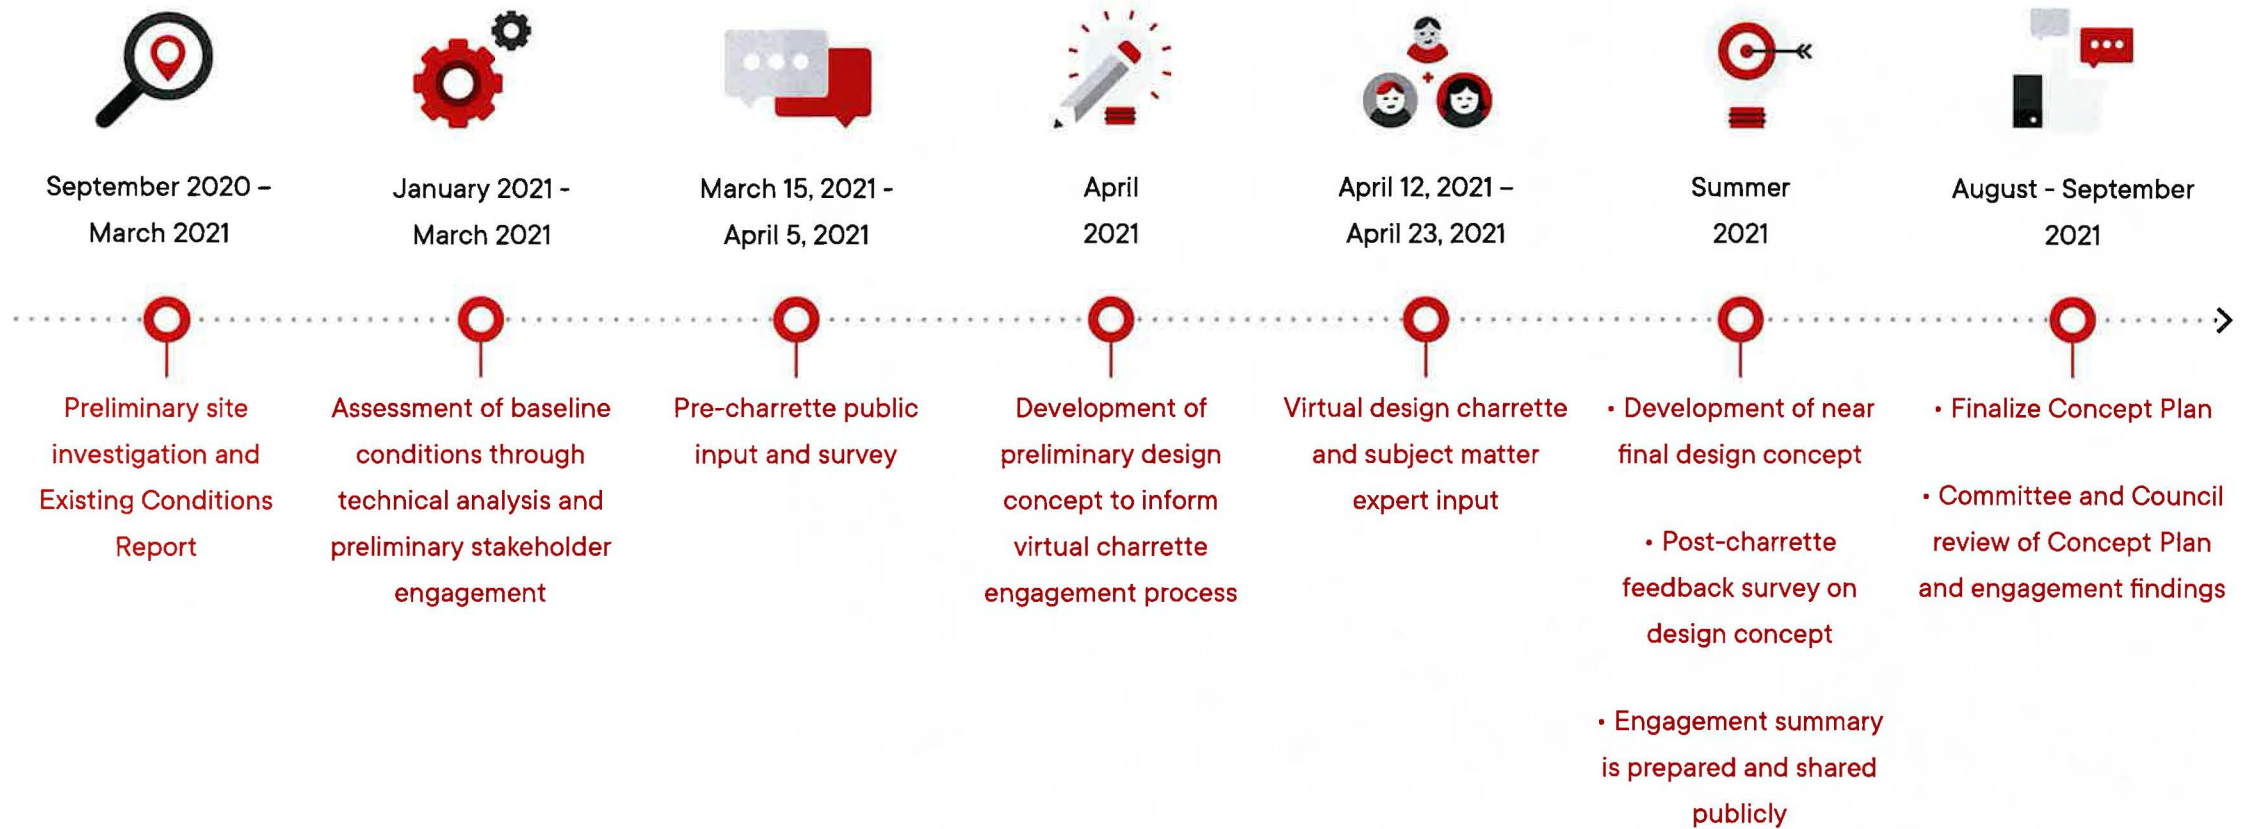 September 2020 –
March 2021
Preliminary site
investigation and
Existing Conditions
Report
January 2021 -
March 2021
Assessment of baseline
conditions through
technical analysis and
preliminary stakeholder
engagement
March 15, 2021 -
April 5, 2021
Pre-charrette public
input and survey
April
2021
Development of
preliminary design
concept to inform
virtual charrette
engagement process
April 12, 2021 –
April 23, 2021
Virtual design charrette
and subject matter
expert input
Summer
2021
• Development of near
final design concept
• Post-charrette
feedback survey on
design concept
• Engagement summary
is prepared and shared
publicly
August - September
2021
• Finalize Concept Plan
• Committee and Council
review of Concept Plan
and engagement findings